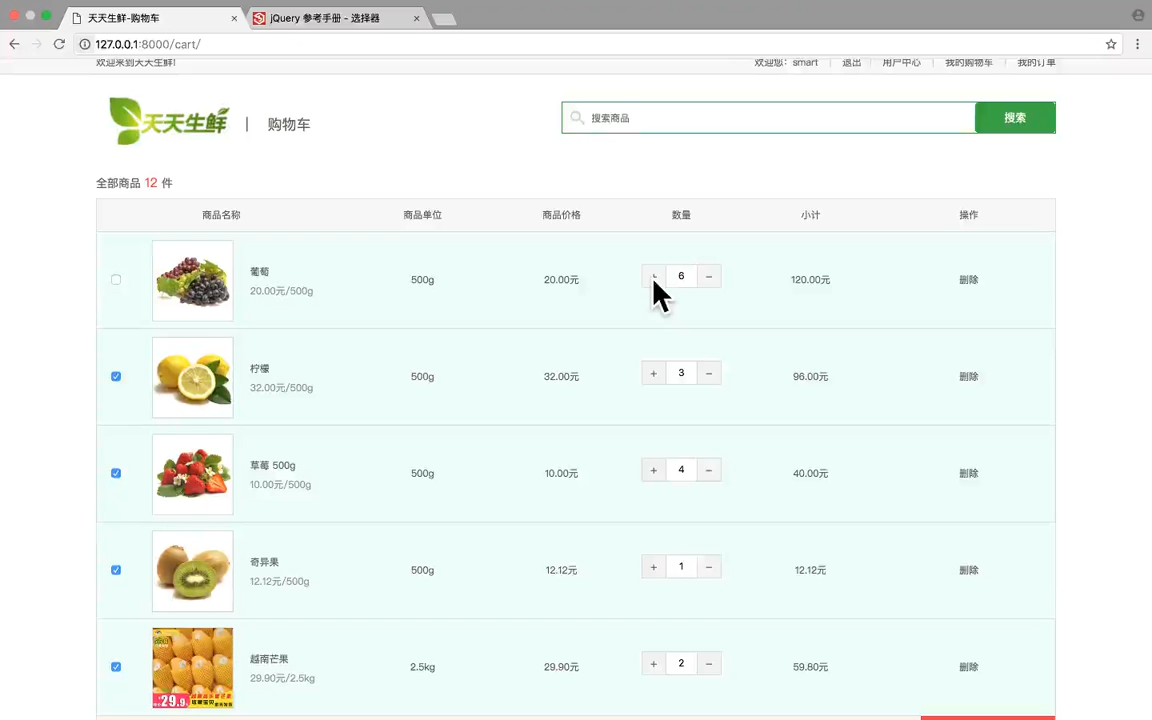 天天生鲜-购物车
jQuery 参考手册 - 选择器
127.0.0.1:8000/cart/
欢迎来到天天生鲜!
欢迎您: smart | 退出 | 用户中心 | 我的购物车 | 我的订单
天天生鲜 | 购物车
搜索商品
搜索
全部商品 12 件
商品名称 商品单位 商品价格 数量 小计 操作
葡萄
20.00元/500g
500g 20.00元 6 − 120.00元 删除
柠檬
32.00元/500g
500g 32.00元 + 3 − 96.00元 删除
草莓 500g
10.00元/500g
500g 10.00元 + 4 − 40.00元 删除
奇异果
12.12元/500g
500g 12.12元 + 1 − 12.12元 删除
越南芒果
29.90元/2.5kg
2.5kg 29.90元 + 2 − 59.80元 删除